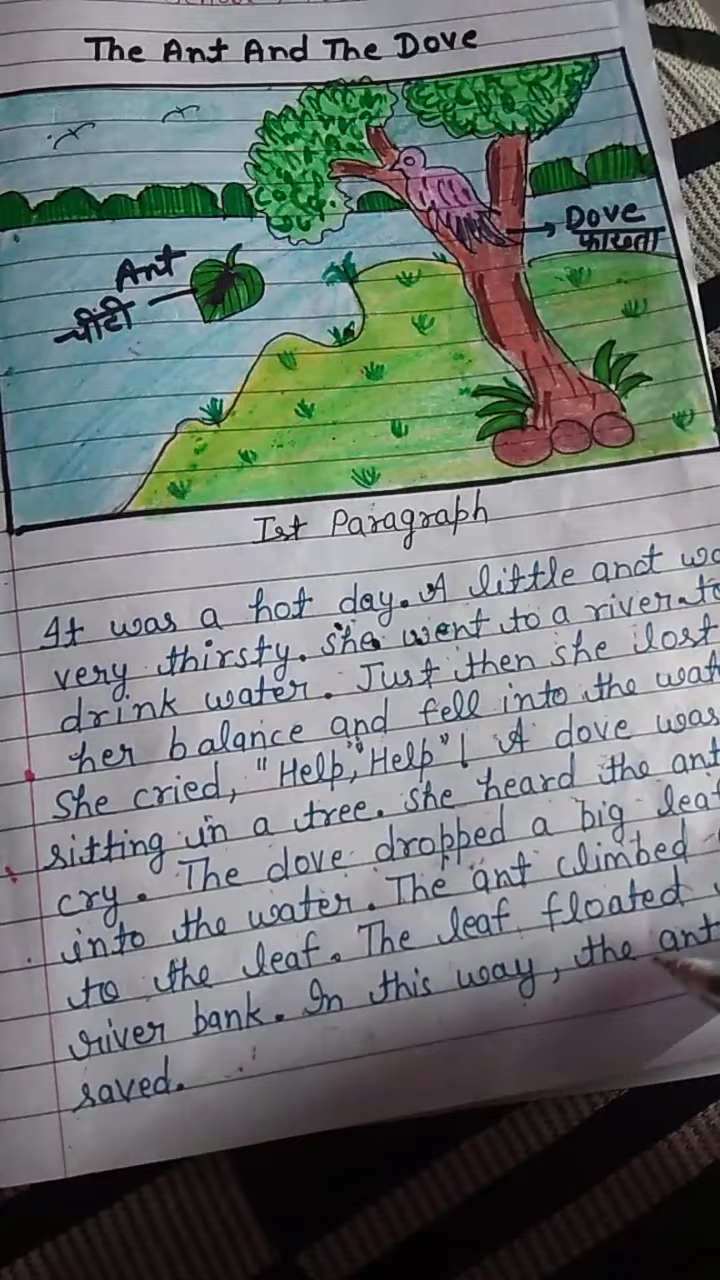 The Ant And The Dove
Dove
फाख्ता
Ant
चींटी
Ist Paragraph
It was a hot day. A little anct
very thirsty. She went to a river to
drink water. Just then she lost
her balance and fell into the wat
She cried, "Help, "Help"! A dove was
sitting in a tree. She heard the ant
cry. The dove dropped a big leaf
into the water. The ant climbed
to the leaf. The leaf floated
river bank. In this way, the ant
saved.